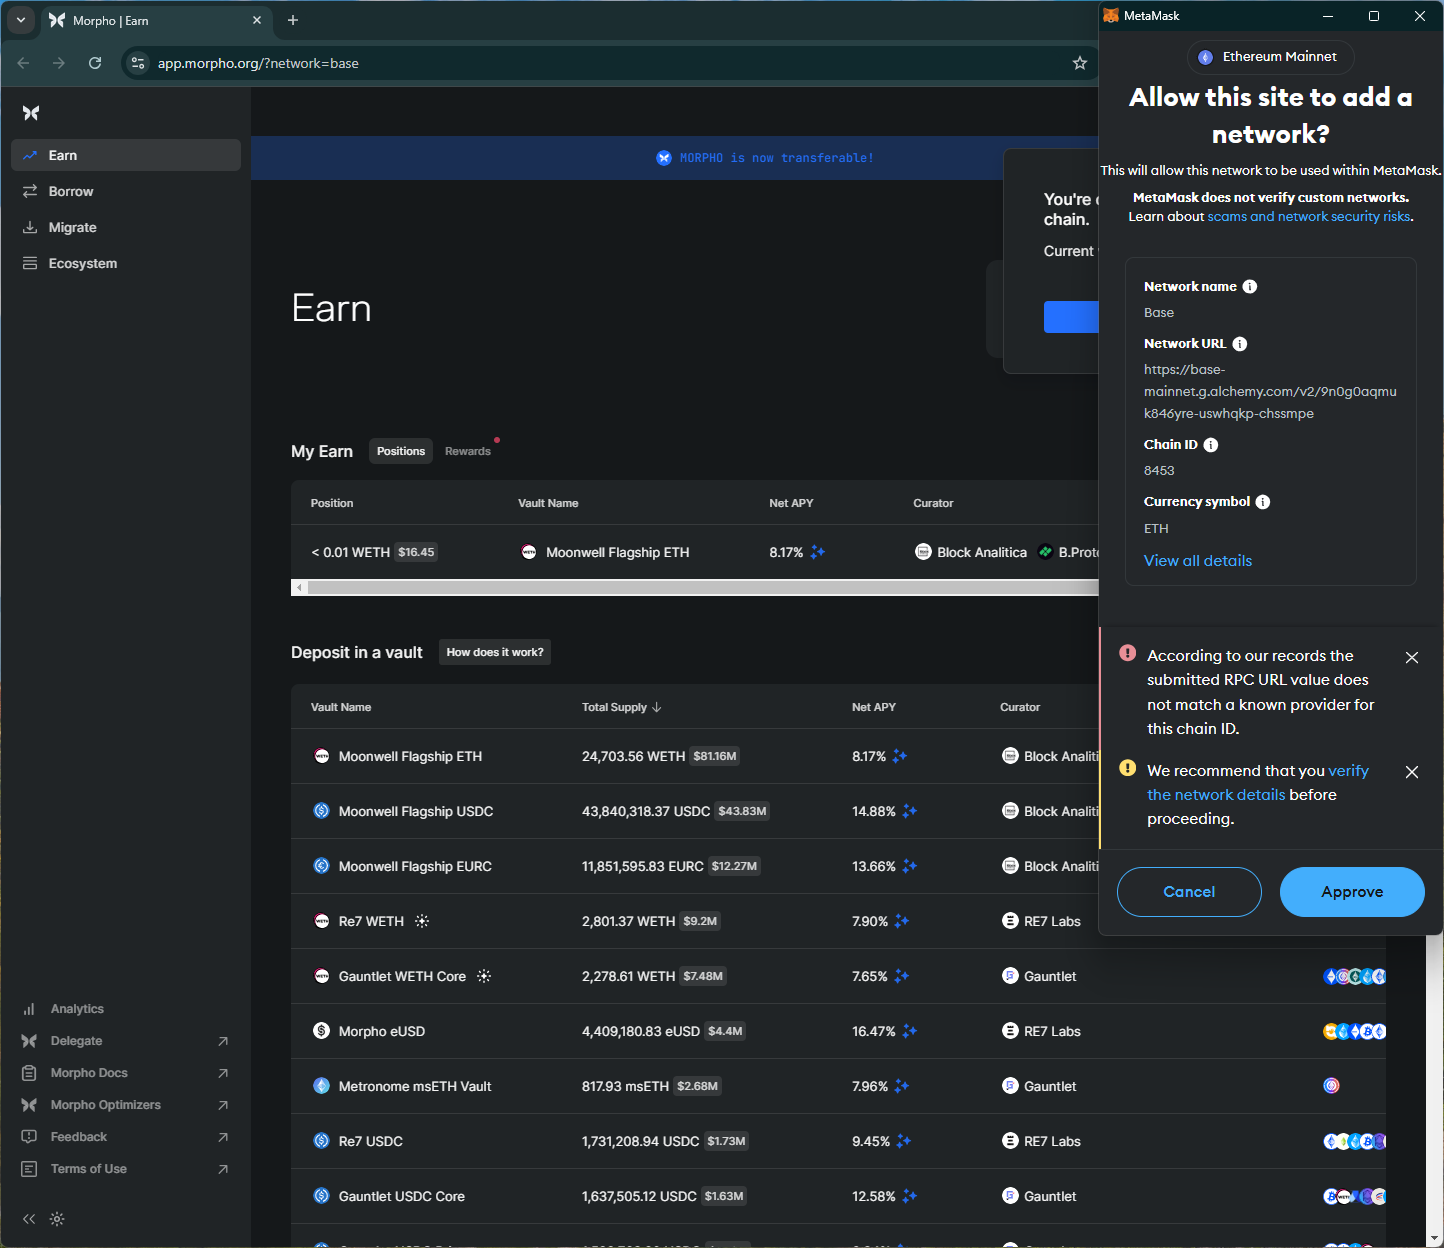 Morpho | Earn
app.morpho.org/?network=base
Earn
Borrow
Migrate
Ecosystem
Analytics
Delegate
Morpho Docs
Morpho Optimizers
Feedback
Terms of Use
MORPHO is now transferable!
You're
chain.
Current
Earn
My Earn Positions Rewards
Position Vault Name Net APY Curator
< 0.01 WETH $16.45 Moonwell Flagship ETH 8.17% Block Analitica B.Proto
Deposit in a vault How does it work?
Vault Name Total Supply Net APY Curator
Moonwell Flagship ETH 24,703.56 WETH $81.16M 8.17% Block Analiti
Moonwell Flagship USDC 43,840,318.37 USDC $43.83M 14.88% Block Analiti
Moonwell Flagship EURC 11,851,595.83 EURC $12.27M 13.66% Block Analiti
Re7 WETH 2,801.37 WETH $9.2M 7.90% RE7 Labs
Gauntlet WETH Core 2,278.61 WETH $7.48M 7.65% Gauntlet
Morpho eUSD 4,409,180.83 eUSD $4.4M 16.47% RE7 Labs
Metronome msETH Vault 817.93 msETH $2.68M 7.96% Gauntlet
Re7 USDC 1,731,208.94 USDC $1.73M 9.45% RE7 Labs
Gauntlet USDC Core 1,637,505.12 USDC $1.63M 12.58% Gauntlet
MetaMask
Ethereum Mainnet
Allow this site to add a
network?
This will allow this network to be used within MetaMask.
MetaMask does not verify custom networks.
Learn about scams and network security risks.
Network name
Base
Network URL
https://base-
mainnet.g.alchemy.com/v2/9n0g0aqmu
k846yre-uswhqkp-chssmpe
Chain ID
8453
Currency symbol
ETH
View all details
According to our records the
submitted RPC URL value does
not match a known provider for
this chain ID.
We recommend that you verify
the network details before
proceeding.
Cancel Approve